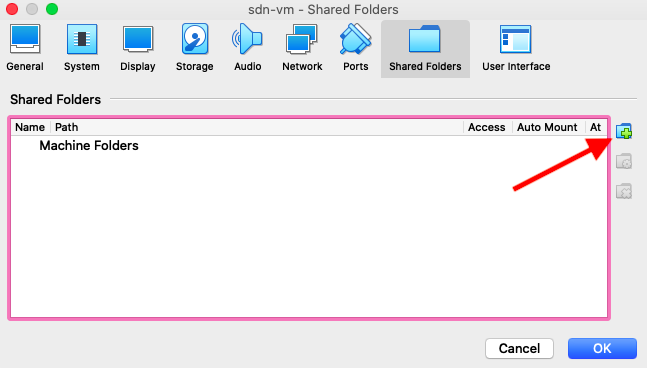 sdn-vm - Shared Folders
General System Display Storage Audio Network Ports Shared Folders User Interface
Shared Folders
Name Path Access Auto Mount At
Machine Folders
Cancel OK